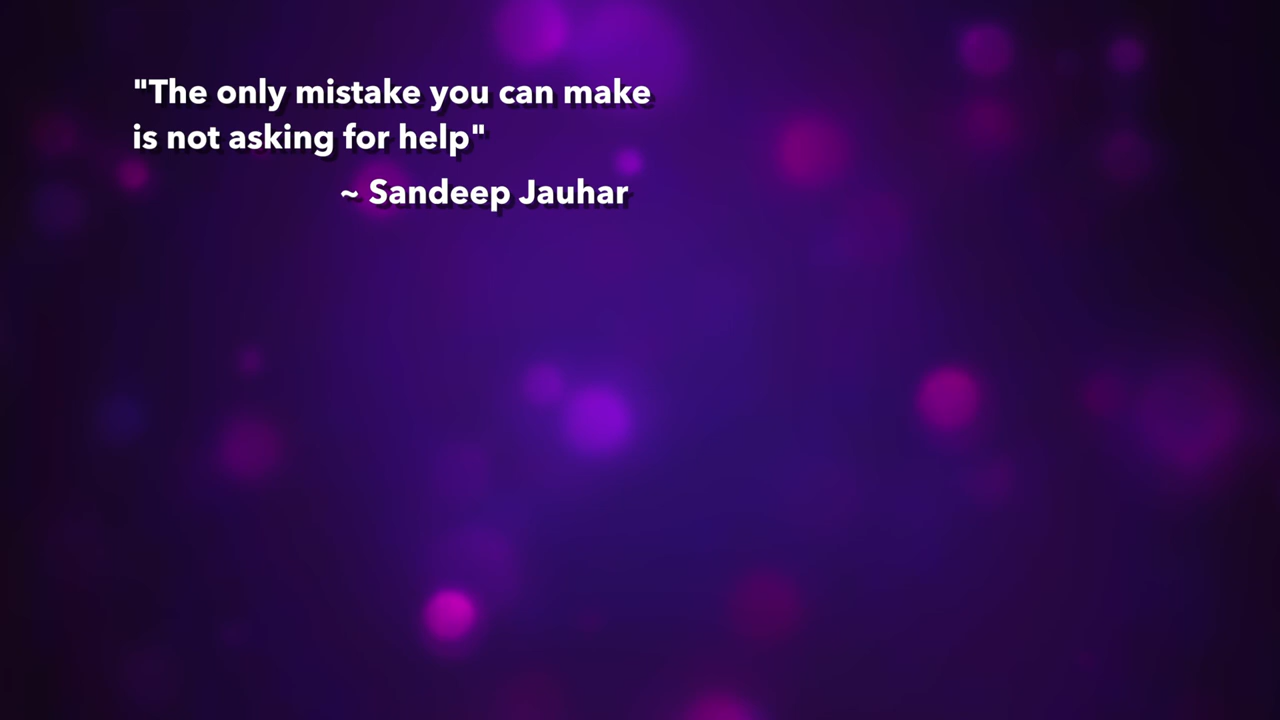 "The only mistake you can make
is not asking for help"
~ Sandeep Jauhar